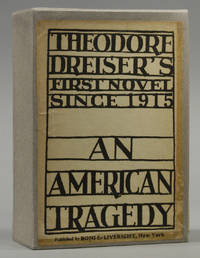 THEODORE
DREISER'S
FIRST NOVEL
SINCE 1915
AN
AMERICAN
TRAGEDY
Published by BONI & LIVERIGHT, New York